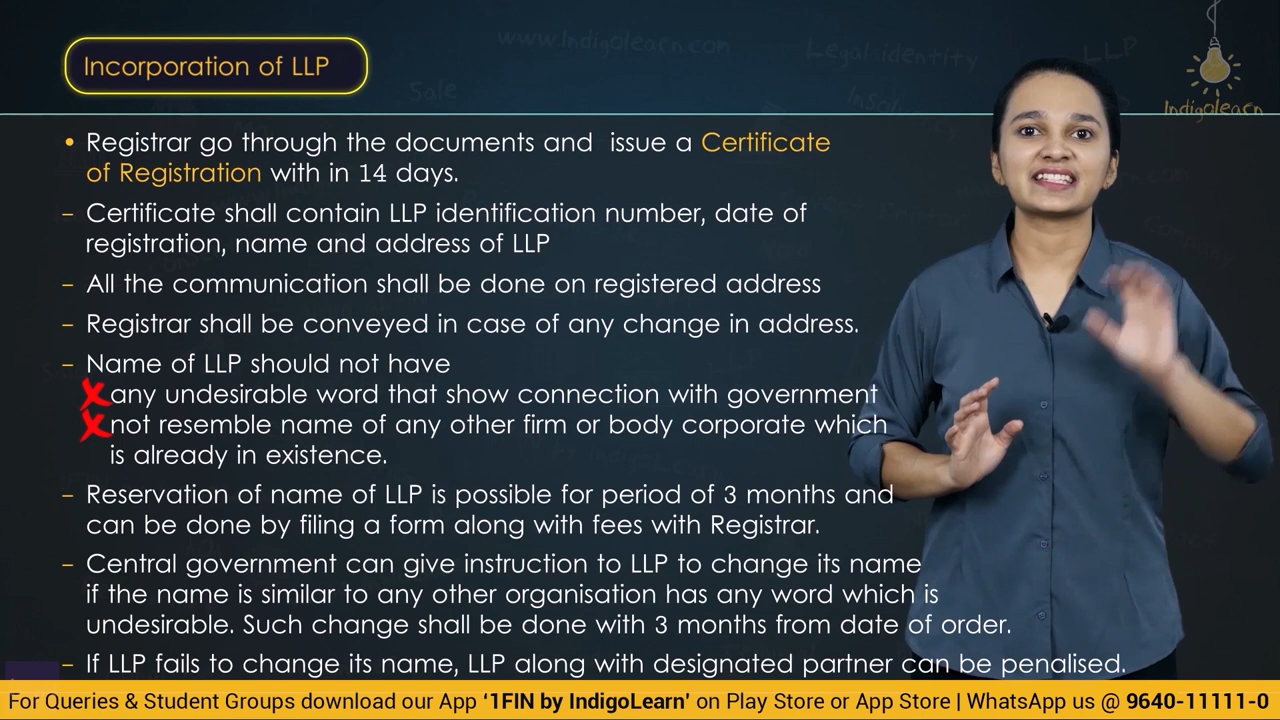 www.Indigolearn.com
Legal identity
LLP
Sale
Indigolearn
Incorporation of LLP
• Registrar go through the documents and issue a Certificate
of Registration with in 14 days.
– Certificate shall contain LLP identification number, date of
registration, name and address of LLP
– All the communication shall be done on registered address
– Registrar shall be conveyed in case of any change in address.
– Name of LLP should not have
any undesirable word that show connection with government
not resemble name of any other firm or body corporate which
is already in existence.
– Reservation of name of LLP is possible for period of 3 months and
can be done by filing a form along with fees with Registrar.
– Central government can give instruction to LLP to change its name
if the name is similar to any other organisation has any word which is
undesirable. Such change shall be done with 3 months from date of order.
– If LLP fails to change its name, LLP along with designated partner can be penalised.
For Queries & Student Groups download our App ‘1FIN by IndigoLearn’ on Play Store or App Store | WhatsApp us @ 9640-11111-0